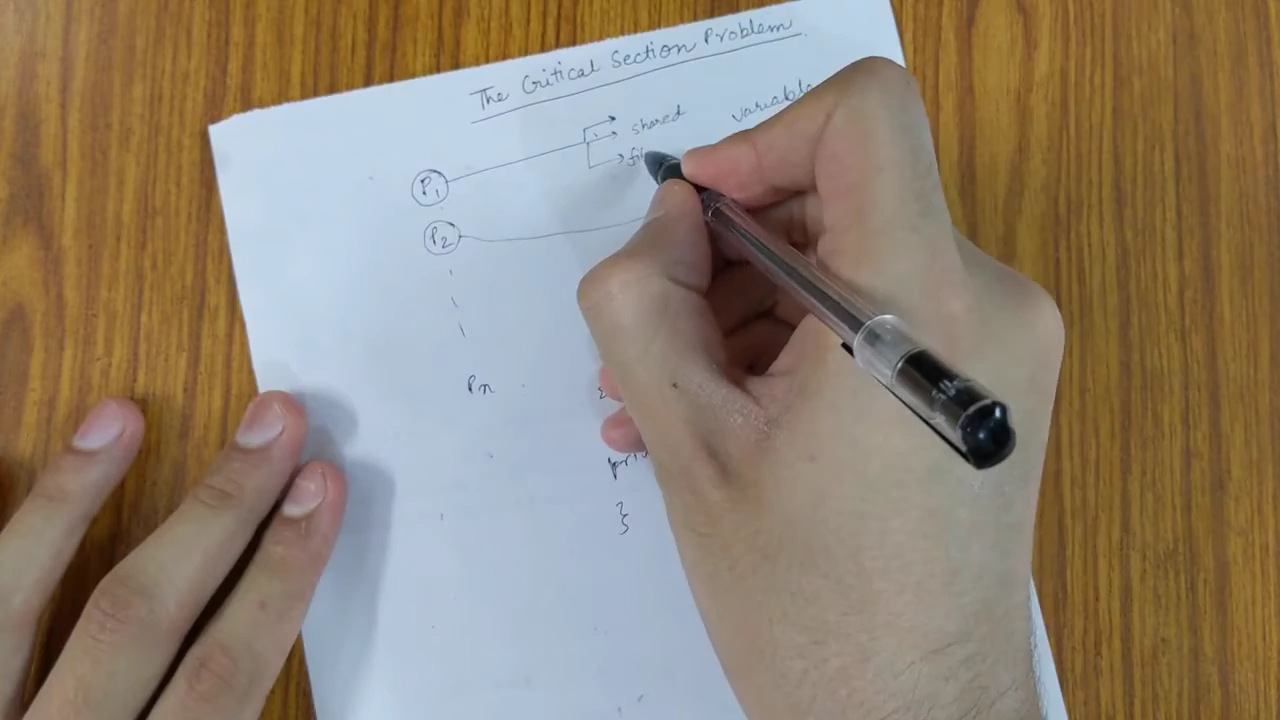 The Critical Section Problem
shared variable
P1
P2
Pn
}